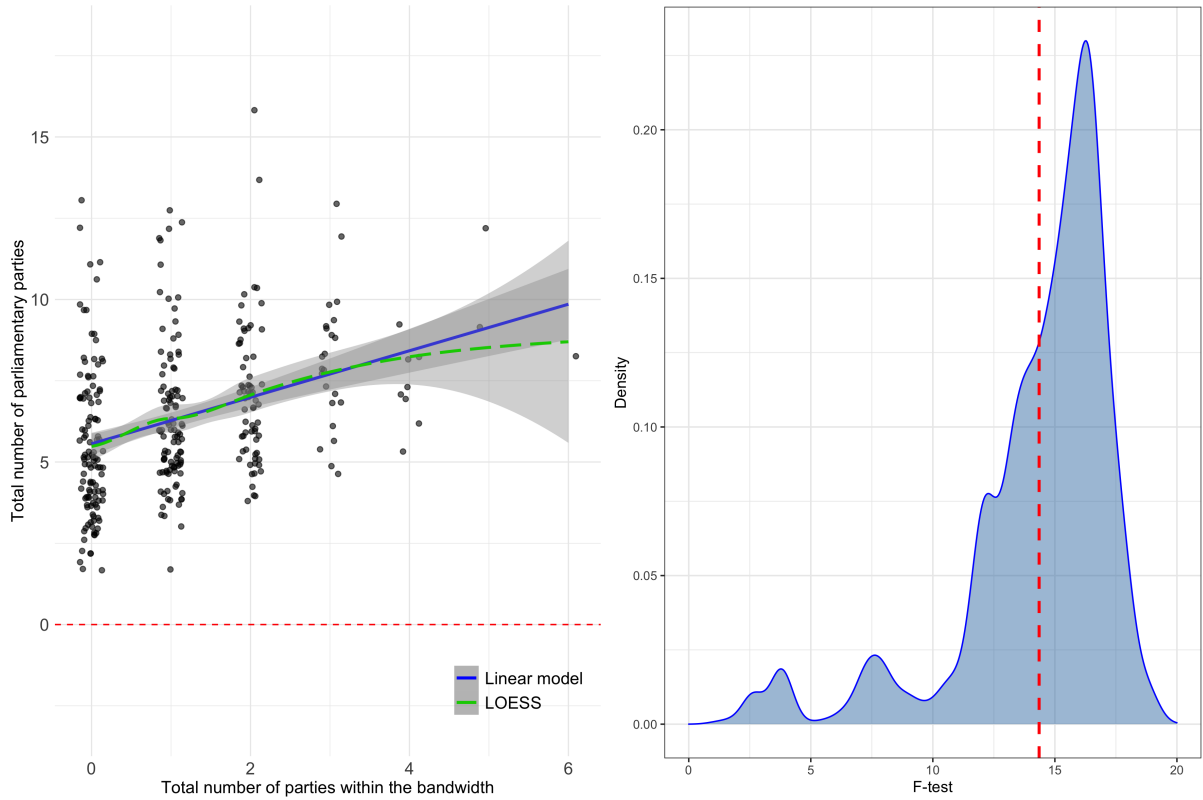 Total number of parliamentary parties
15
10
5
0
Linear model
LOESS
0 2 4 6
Total number of parties within the bandwidth
Density
0.20
0.15
0.10
0.05
0.00
0 5 10 15 20
F-test